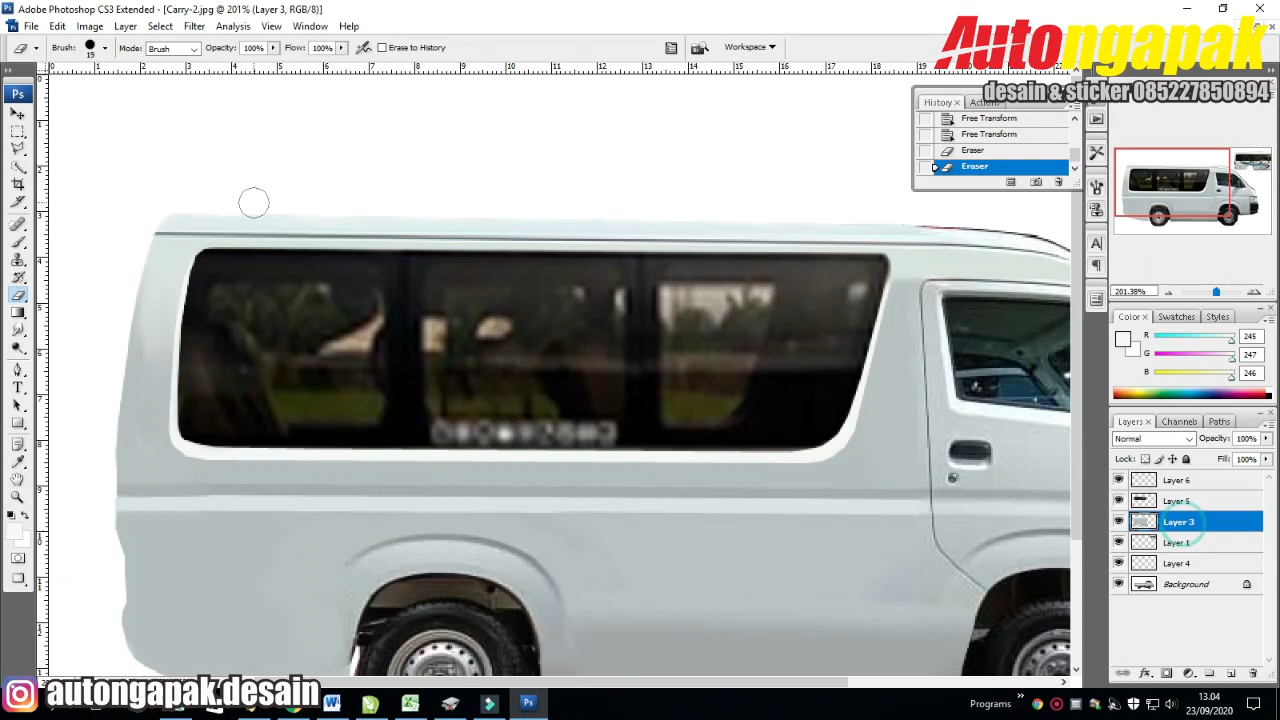 Adobe Photoshop CS3 Extended - [Carry-2.jpg @ 201% (Layer 3, RGB/8)]
File Edit Image Layer Select Filter Analysis View Window Help
Brush: 19 Mode: Brush Opacity: 100% Flow: 100% Erase to History Workspace
Autongapak
desain & sticker 085227850894
History Actions
Free Transform
Free Transform
Eraser
Eraser
201.38%
Color Swatches Styles
R 245
G 247
B 246
Layers Channels Paths
Normal Opacity: 100%
Lock: Fill: 100%
Layer 6
Layer 5
Layer 3
Layer 1
Layer 4
Background
autongapak.desain
Programs
13.04
23/09/2020